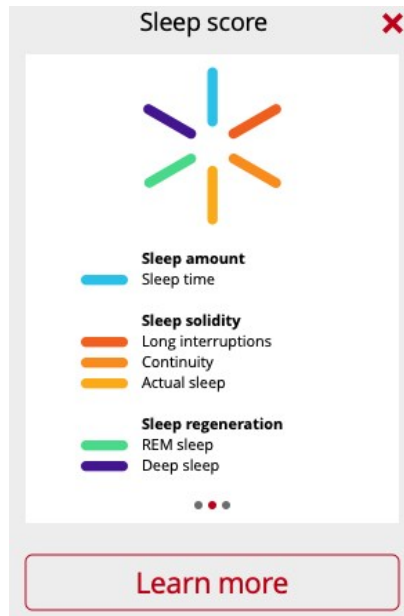 Sleep score
Sleep amount
Sleep time
Sleep solidity
Long interruptions
Continuity
Actual sleep
Sleep regeneration
REM sleep
Deep sleep
Learn more